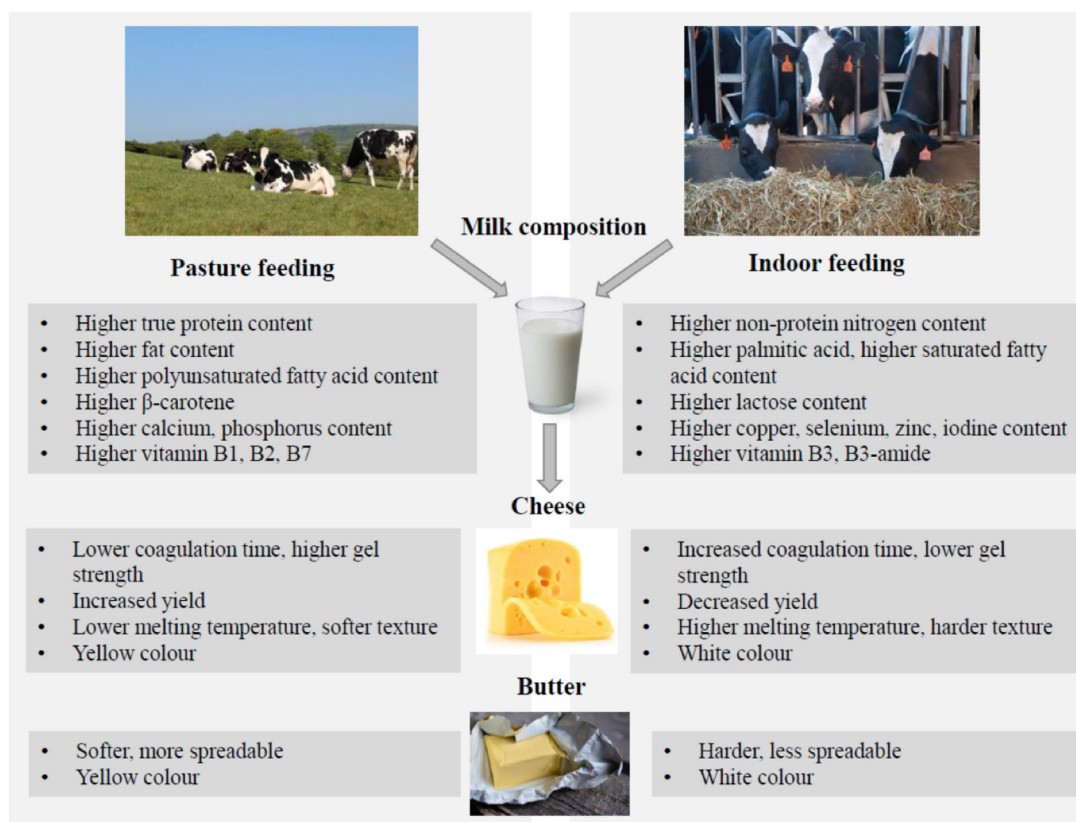 Milk composition
Pasture feeding
Indoor feeding
• Higher true protein content
• Higher fat content
• Higher polyunsaturated fatty acid content
• Higher β-carotene
• Higher calcium, phosphorus content
• Higher vitamin B1, B2, B7
• Higher non-protein nitrogen content
• Higher palmitic acid, higher saturated fatty
acid content
• Higher lactose content
• Higher copper, selenium, zinc, iodine content
• Higher vitamin B3, B3-amide
Cheese
• Lower coagulation time, higher gel
strength
• Increased yield
• Lower melting temperature, softer texture
• Yellow colour
• Increased coagulation time, lower gel
strength
• Decreased yield
• Higher melting temperature, harder texture
• White colour
Butter
• Softer, more spreadable
• Yellow colour
• Harder, less spreadable
• White colour